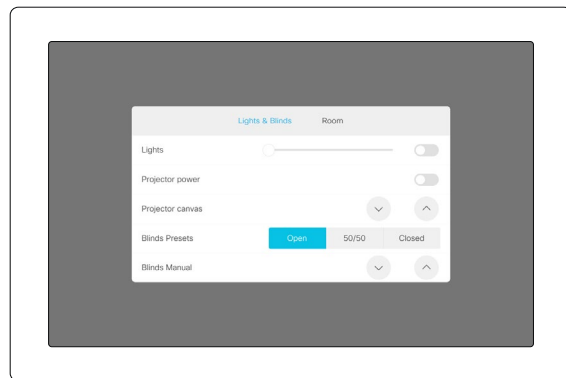 Lights & Blinds Room
Lights
Projector power
Projector canvas
Blinds Presets Open 50/50 Closed
Blinds Manual